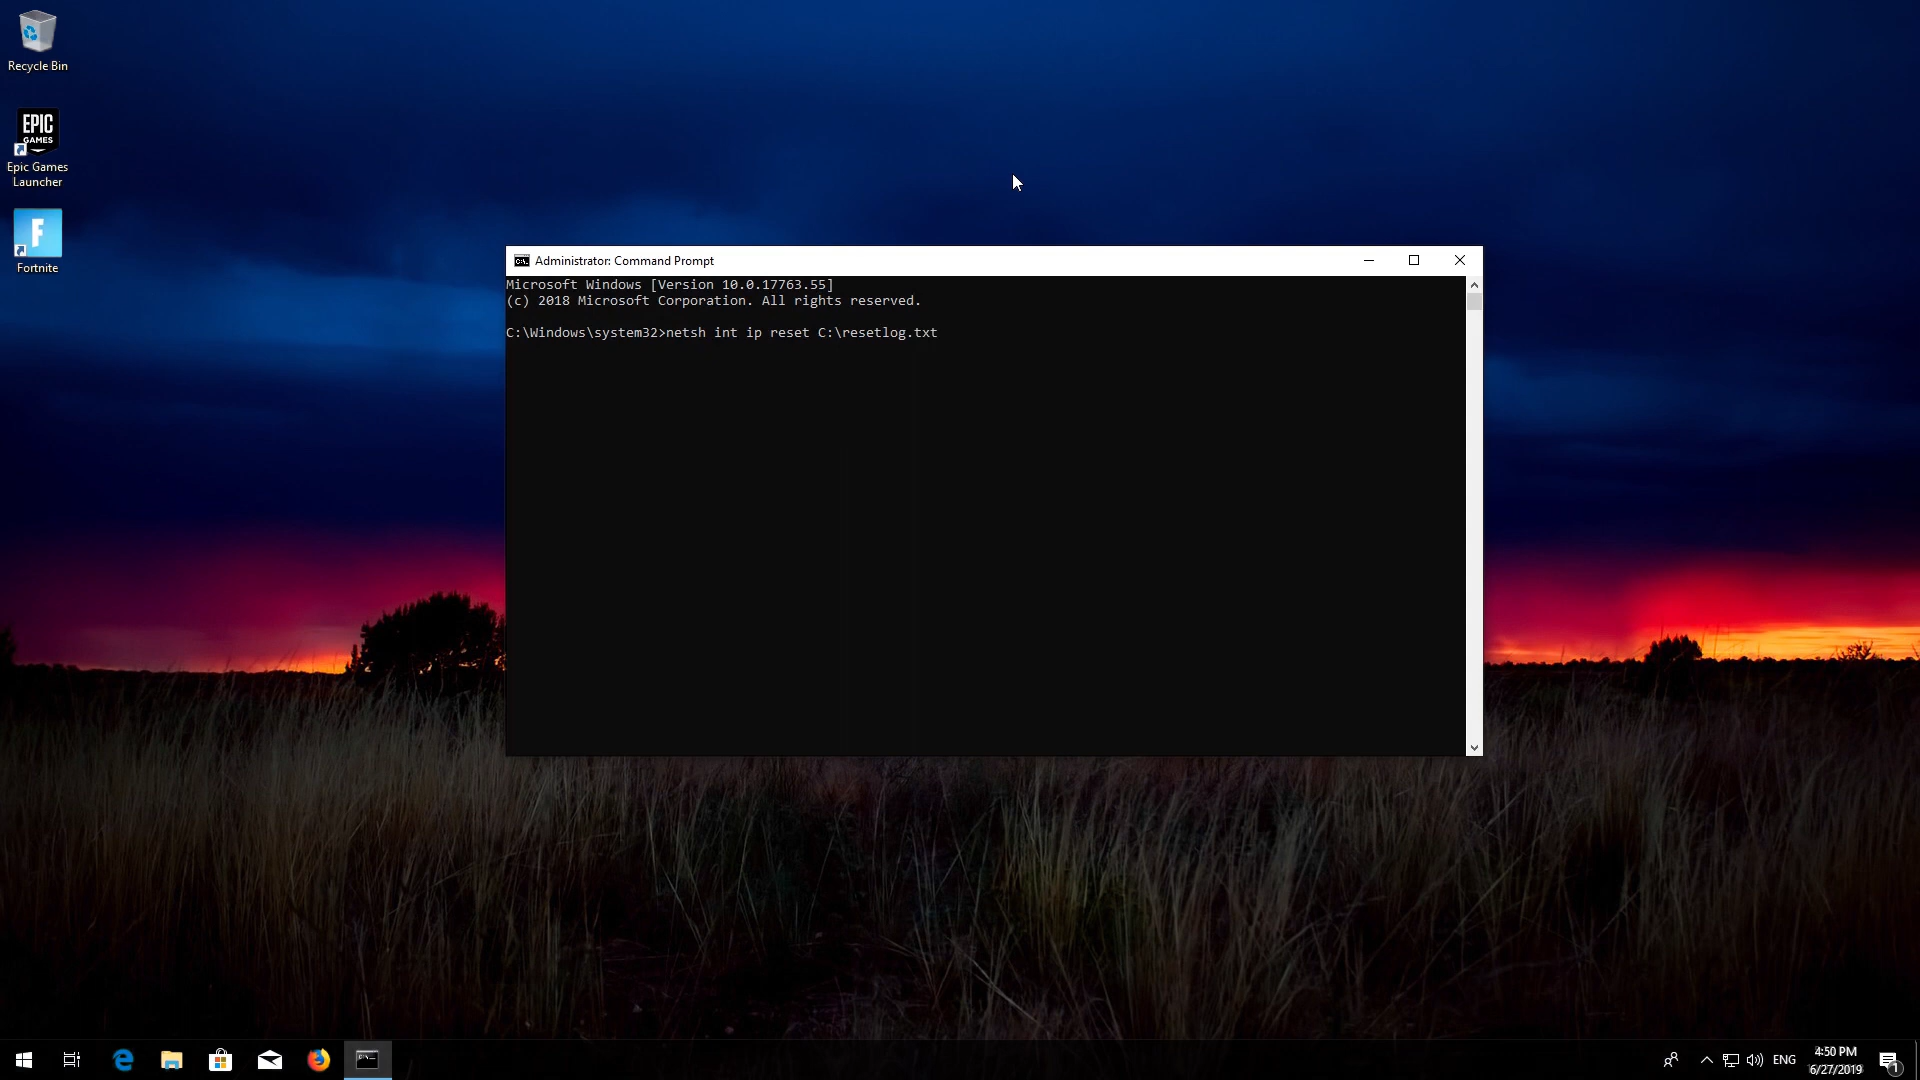 Recycle Bin
EPIC
GAMES
Epic Games
Launcher
F
Fortnite
Administrator: Command Prompt
Microsoft Windows [Version 10.0.17763.55]
(c) 2018 Microsoft Corporation. All rights reserved.
C:\Windows\system32>netsh int ip reset C:\resetlog.txt
ENG
4:50 PM
6/27/2019
1